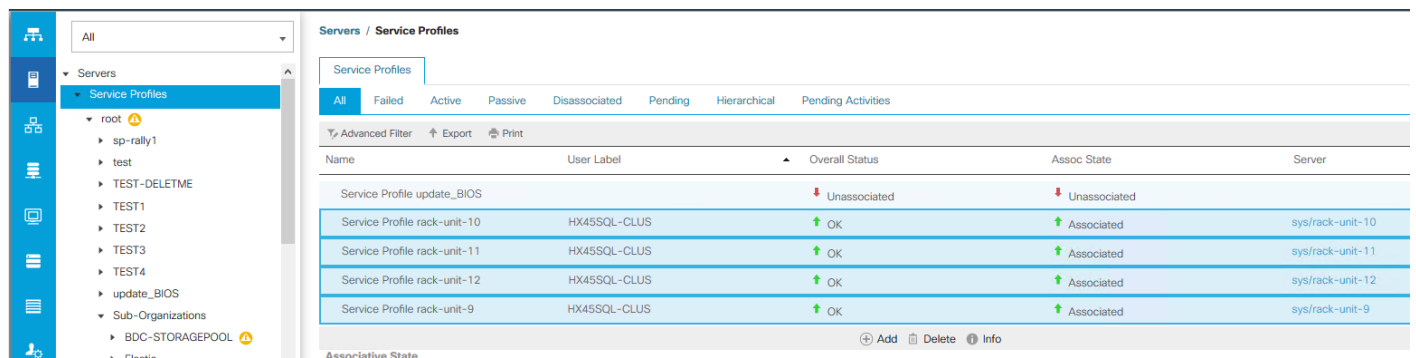 All
Servers
Service Profiles
root
sp-rally1
test
TEST-DELETME
TEST1
TEST2
TEST3
TEST4
update_BIOS
Sub-Organizations
BDC-STORAGEPOOL
Elastic
Servers / Service Profiles
Service Profiles
All Failed Active Passive Disassociated Pending Hierarchical Pending Activities
Advanced Filter Export Print
Name User Label Overall Status Assoc State Server
Service Profile update_BIOS Unassociated Unassociated
Service Profile rack-unit-10 HX45SQL-CLUS OK Associated sys/rack-unit-10
Service Profile rack-unit-11 HX45SQL-CLUS OK Associated sys/rack-unit-11
Service Profile rack-unit-12 HX45SQL-CLUS OK Associated sys/rack-unit-12
Service Profile rack-unit-9 HX45SQL-CLUS OK Associated sys/rack-unit-9
Add Delete Info
Associative State